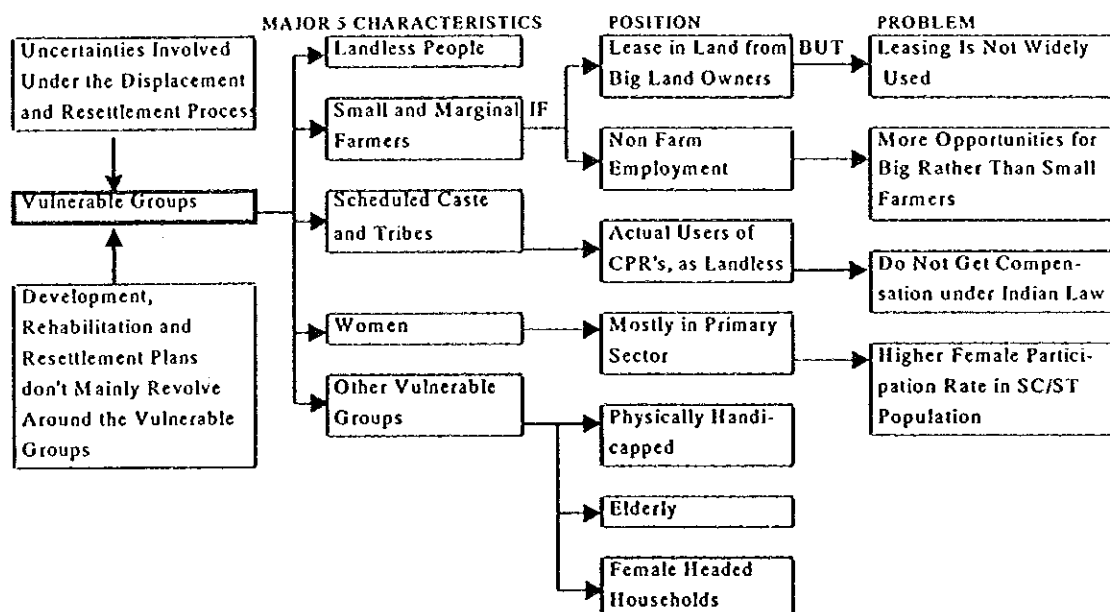 MAJOR 5 CHARACTERISTICS
POSITION
PROBLEM
Uncertainties Involved
Under the Displacement
and Resettlement Process
Vulnerable Groups
Development,
Rehabilitation and
Resettlement Plans
don't Mainly Revolve
Around the Vulnerable
Groups
Landless People
Small and Marginal
Farmers
IF
Scheduled Caste
and Tribes
Women
Other Vulnerable
Groups
Lease in Land from
Big Land Owners
BUT
Non Farm
Employment
Actual Users of
CPR's, as Landless
Mostly in Primary
Sector
Physically Handi-
capped
Elderly
Female Headed
Households
Leasing Is Not Widely
Used
More Opportunities for
Big Rather Than Small
Farmers
Do Not Get Compen-
sation under Indian Law
Higher Female Partici-
pation Rate in SC/ST
Population